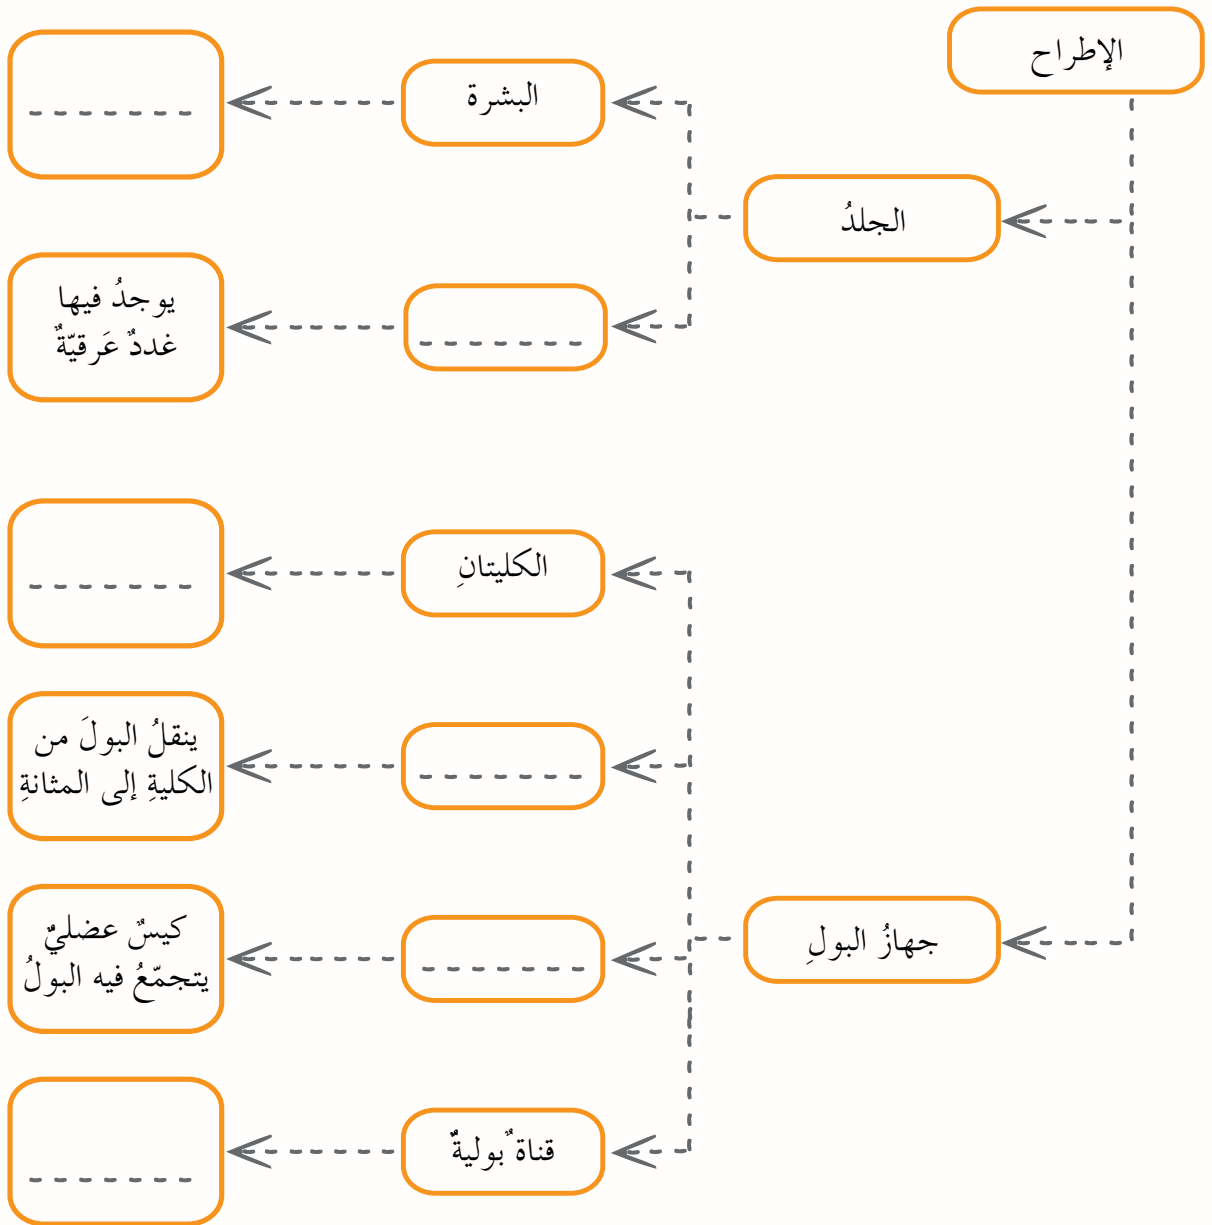 الإطراح
الجلدُ
البشرة
يوجدُ فيها
غددٌ عَرقيّةٌ
جهازُ البولِ
الكليتانِ
ينقلُ البولَ من
الكليةِ إلى المثانةِ
كيسٌ عضليٌّ
يتجمّعُ فيه البولُ
قناةٌ بوليةٌ